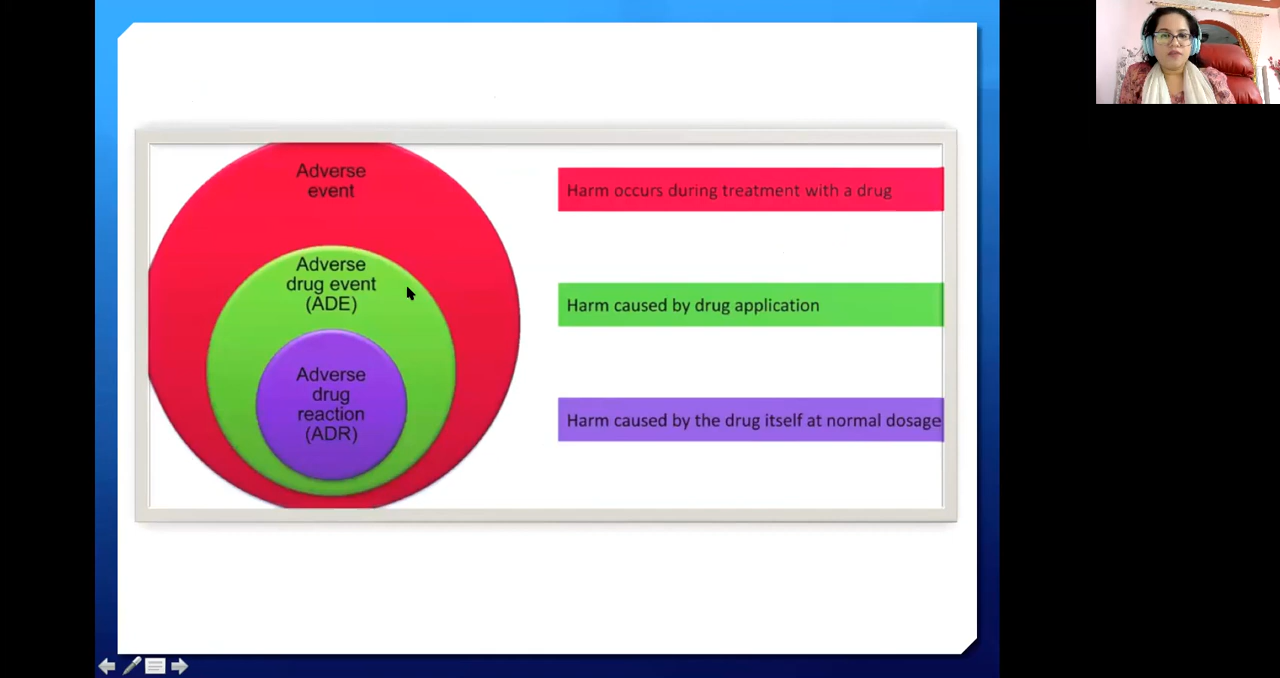 Adverse
event
Harm occurs during treatment with a drug
Adverse
drug event
(ADE)
Harm caused by drug application
Adverse
drug
reaction
(ADR)
Harm caused by the drug itself at normal dosage